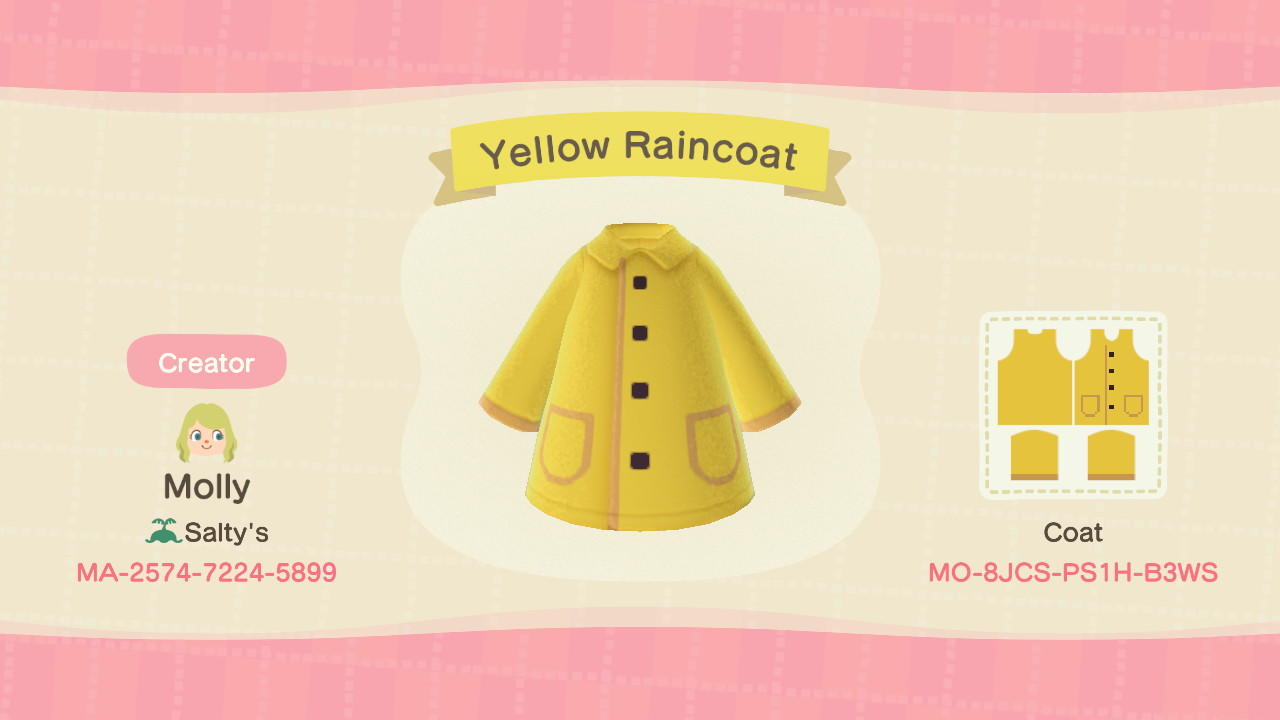 Yellow Raincoat
Creator
Molly
Salty's
MA-2574-7224-5899
Coat
MO-8JCS-PS1H-B3WS